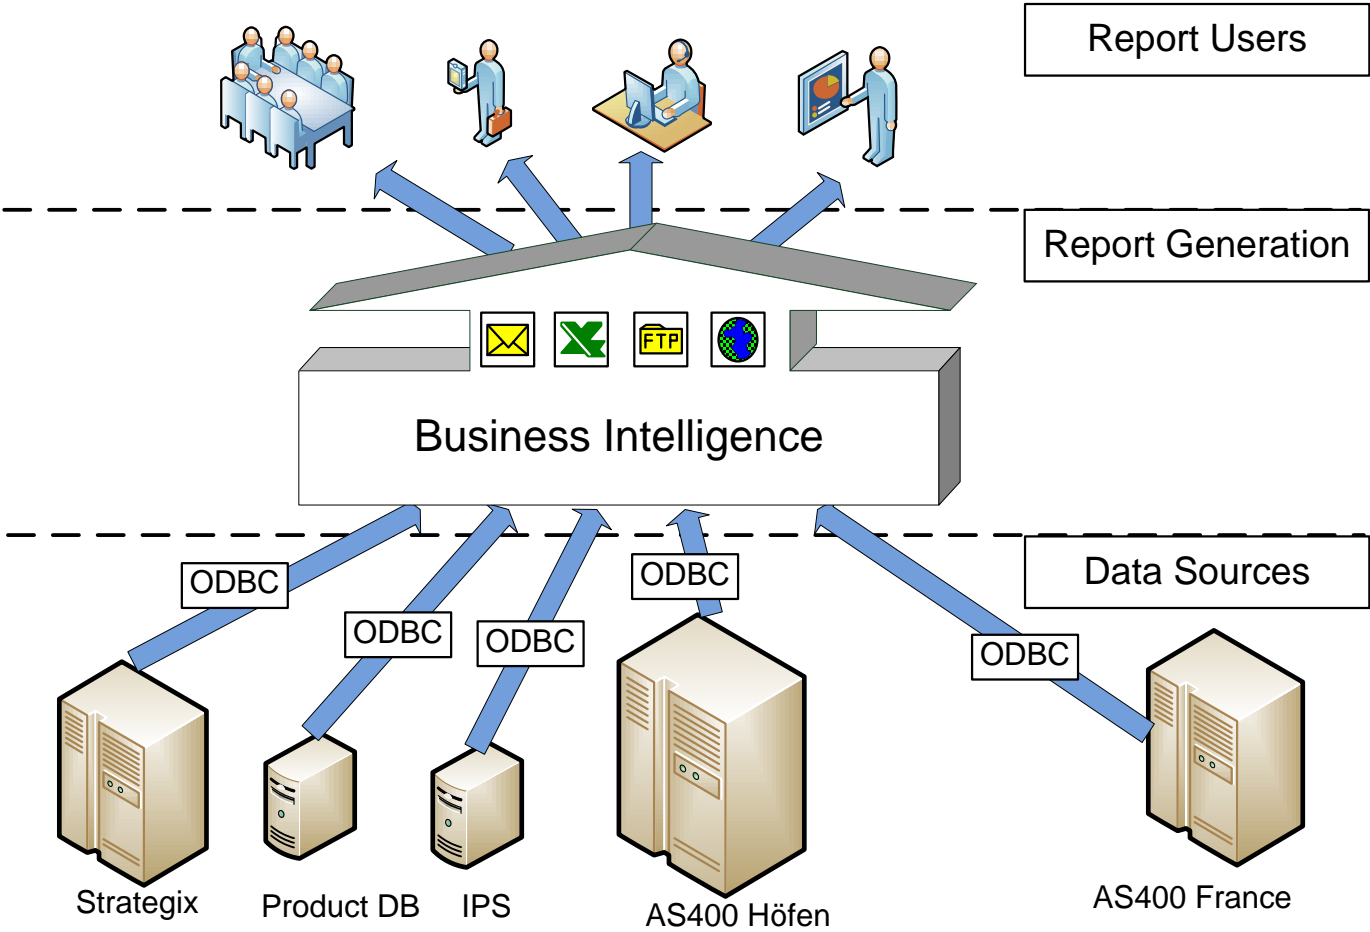 Report Users
Report Generation
FTP
Business Intelligence
Data Sources
ODBC
ODBC
ODBC
ODBC
ODBC
Strategix
Product DB
IPS
AS400 Höfen
AS400 France